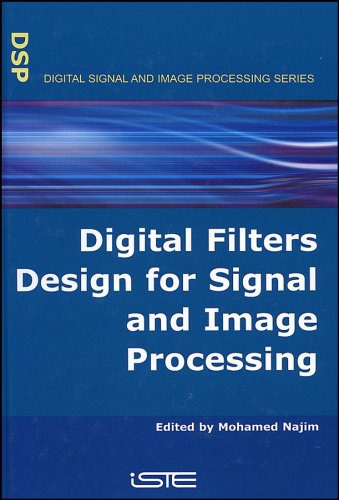 DSP
DIGITAL SIGNAL AND IMAGE PROCESSING SERIES
Digital Filters
Design for Signal
and Image
Processing
Edited by Mohamed Najim
iSTE